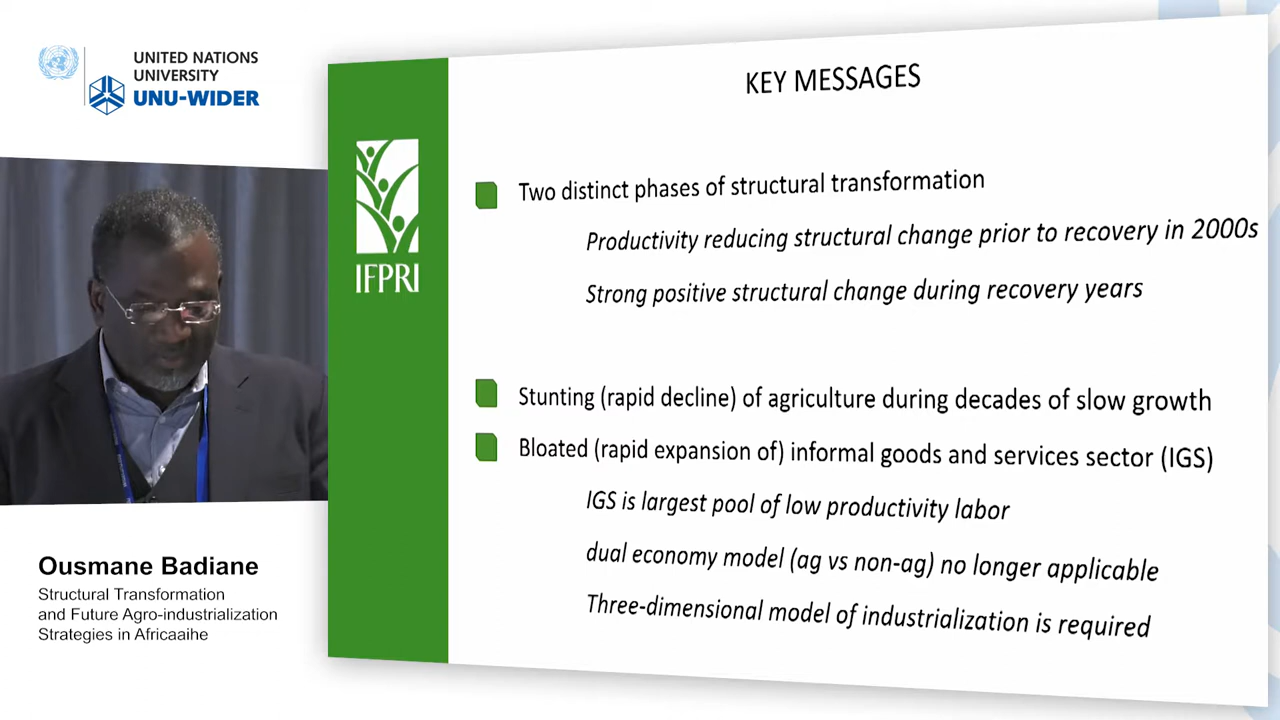 UNITED NATIONS
UNIVERSITY
UNU-WIDER
Ousmane Badiane
Structural Transformation
and Future Agro-industrialization
Strategies in Africaaihe
IFPRI
KEY MESSAGES
Two distinct phases of structural transformation
Productivity reducing structural change prior to recovery in 2000s
Strong positive structural change during recovery years
Stunting (rapid decline) of agriculture during decades of slow growth
Bloated (rapid expansion of) informal goods and services sector (IGS)
IGS is largest pool of low productivity labor
dual economy model (ag vs non-ag) no longer applicable
Three-dimensional model of industrialization is required